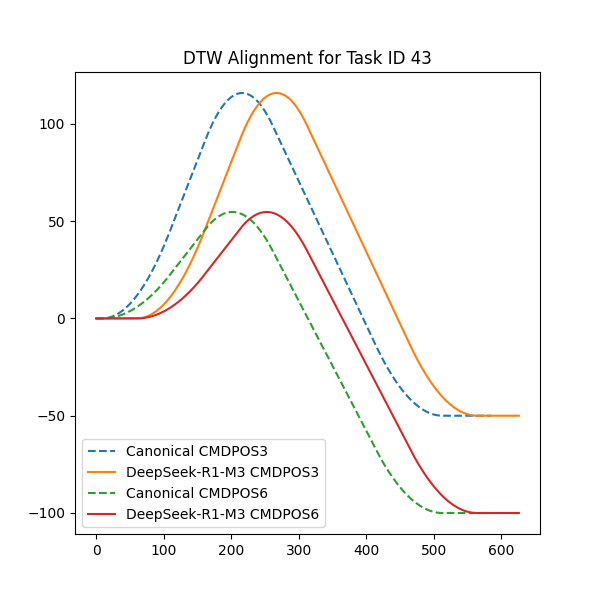 DTW Alignment for Task ID 43
100
50
0
−50
−100
Canonical CMDPOS3
DeepSeek-R1-M3 CMDPOS3
Canonical CMDPOS6
DeepSeek-R1-M3 CMDPOS6
0 100 200 300 400 500 600